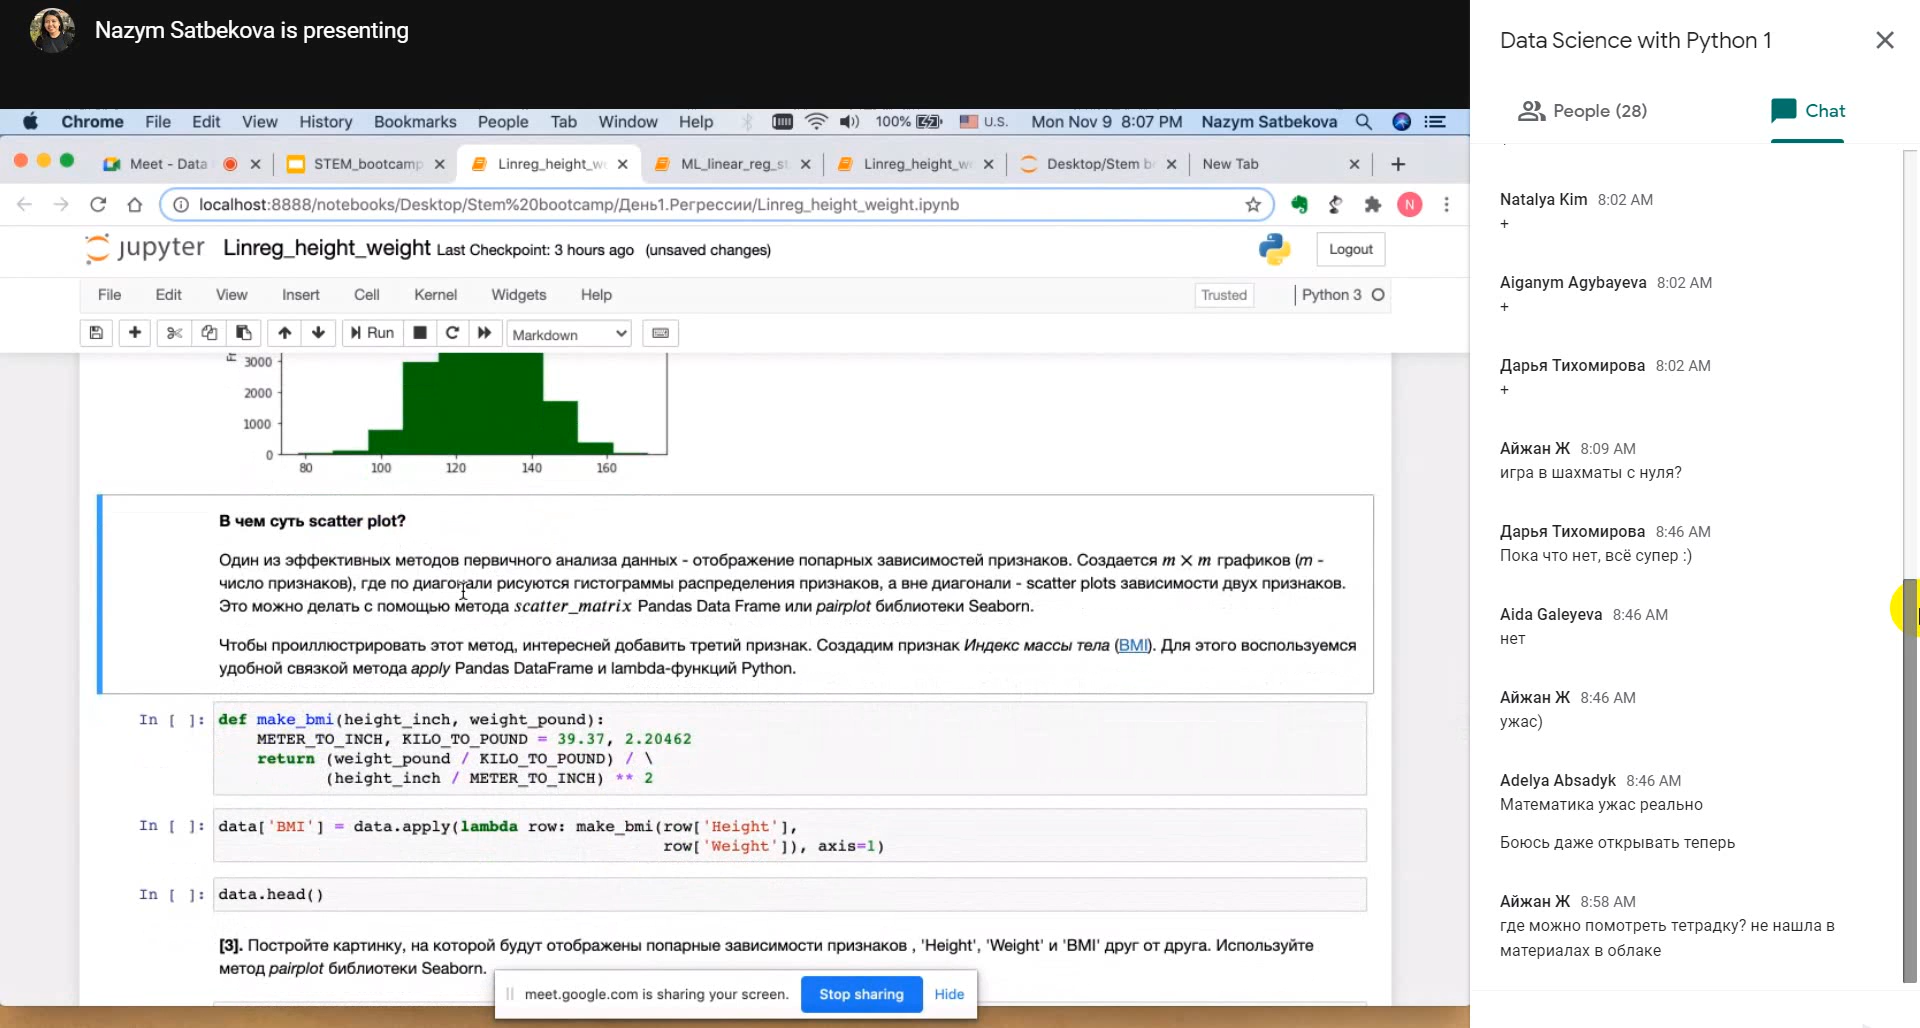 Nazym Satbekova is presenting
Chrome File Edit View History Bookmarks People Tab Window Help 100% U.S. Mon Nov 9 8:07 PM Nazym Satbekova
Meet - Data
STEM_bootcamp
Linreg_height_w
ML_linear_reg_st
Linreg_height_w
Desktop/Stem b
New Tab
localhost:8888/notebooks/Desktop/Stem%20bootcamp/День1.Регрессии/Linreg_height_weight.ipynb
N
jupyter Linreg_height_weight Last Checkpoint: 3 hours ago (unsaved changes)
Logout
File Edit View Insert Cell Kernel Widgets Help Trusted Python 3
Run Markdown
3000
2000
1000
0
80 100 120 140 160
В чем суть scatter plot?
Один из эффективных методов первичного анализа данных - отображение попарных зависимостей признаков. Создается m × m графиков (m -
число признаков), где по диагонали рисуются гистограммы распределения признаков, а вне диагонали - scatter plots зависимости двух признаков.
Это можно делать с помощью метода scatter_matrix Pandas Data Frame или pairplot библиотеки Seaborn.
Чтобы проиллюстрировать этот метод, интересней добавить третий признак. Создадим признак Индекс массы тела (BMI). Для этого воспользуемся
удобной связкой метода apply Pandas DataFrame и lambda-функций Python.
In [ ]: def make_bmi(height_inch, weight_pound):
METER_TO_INCH, KILO_TO_POUND = 39.37, 2.20462
return (weight_pound / KILO_TO_POUND) / \
(height_inch / METER_TO_INCH) ** 2
In [ ]: data['BMI'] = data.apply(lambda row: make_bmi(row['Height'],
row['Weight']), axis=1)
In [ ]: data.head()
[3]. Постройте картинку, на которой будут отображены попарные зависимости признаков , 'Height', 'Weight' и 'BMI' друг от друга. Используйте
метод pairplot библиотеки Seaborn.
meet.google.com is sharing your screen. Stop sharing Hide
Data Science with Python 1
People (28) Chat
Natalya Kim 8:02 AM
+
Aiganym Agybayeva 8:02 AM
+
Дарья Тихомирова 8:02 AM
+
Айжан Ж 8:09 AM
игра в шахматы с нуля?
Дарья Тихомирова 8:46 AM
Пока что нет, всё супер :)
Aida Galeyeva 8:46 AM
нет
Айжан Ж 8:46 AM
ужас)
Adelya Absadyk 8:46 AM
Математика ужас реально
Боюсь даже открывать теперь
Айжан Ж 8:58 AM
где можно помотреть тетрадку? не нашла в
материалах в облаке